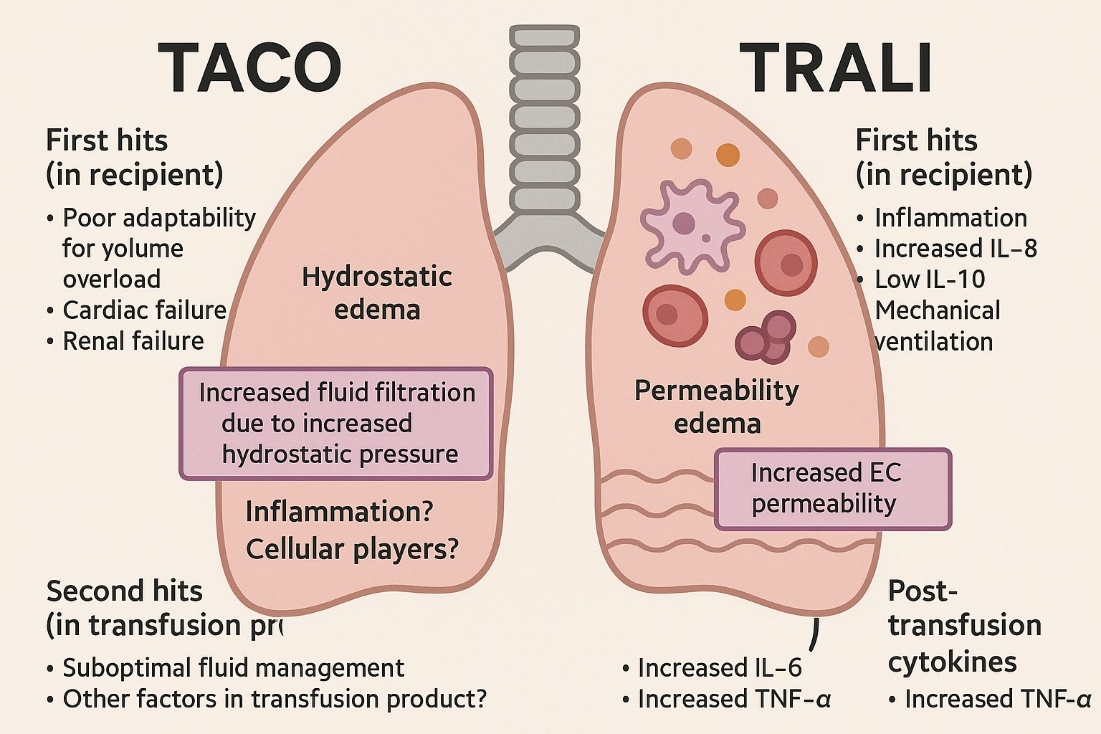 TACO
First hits
(in recipient)
• Poor adaptability
for yolume
overload
• Cardiac failure
• Renal failure
Hydrostatic
edema
Increased fluid filtration
due to increased
hydrostatic pressure
Inflammation?
Cellular players?
Second hits
(in transfusion pr
• Suboptimal fluid management
• Other factors in transfusion product?
TRALI
First hits
(in recipient)
• Inflammation
• Increased IL–8
• Low IL-10
Mechanical
ventilation
Permeability
edema
Increased EC
permeability
• Increased IL–6
• Increased TNF–α
Post-
transfusion
cytokines
• Increased TNF-α